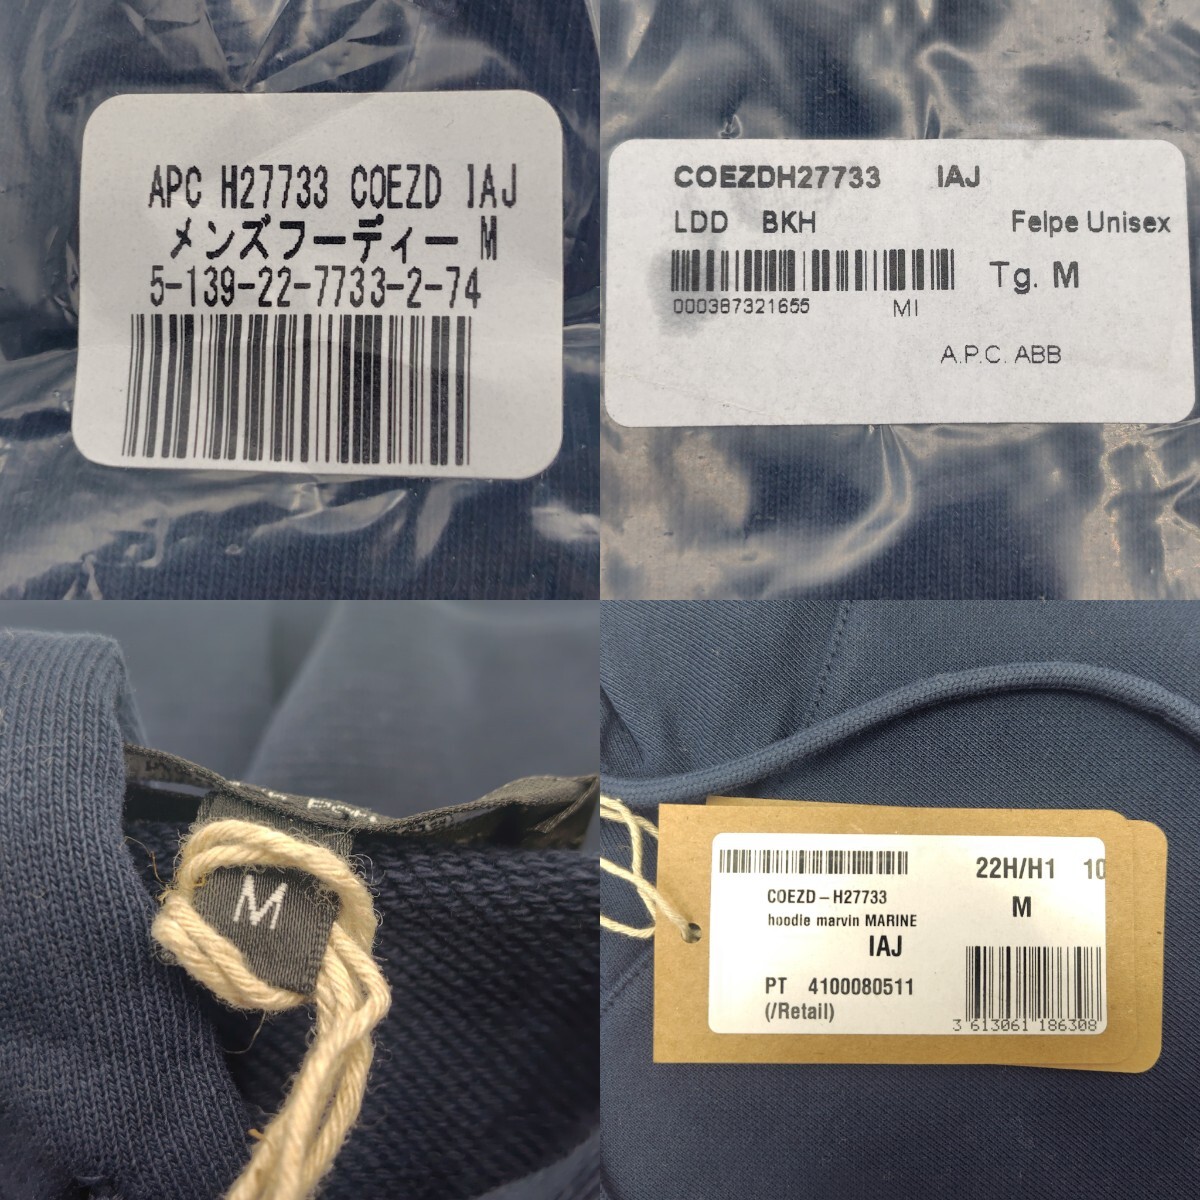 APC H27733 COEZD IAJ
メンズフーディー M
5-139-22-7733-2-74
COEZDH27733 IAJ
LDD BKH Felpe Unisex
Tg. M
000387321655 MI
A.P.C. ABB
M
22H/H1 10
COEZD-H27733
hoodie marvin MARINE
M
IAJ
PT 4100080511
(/Retail)
3 613061 186308